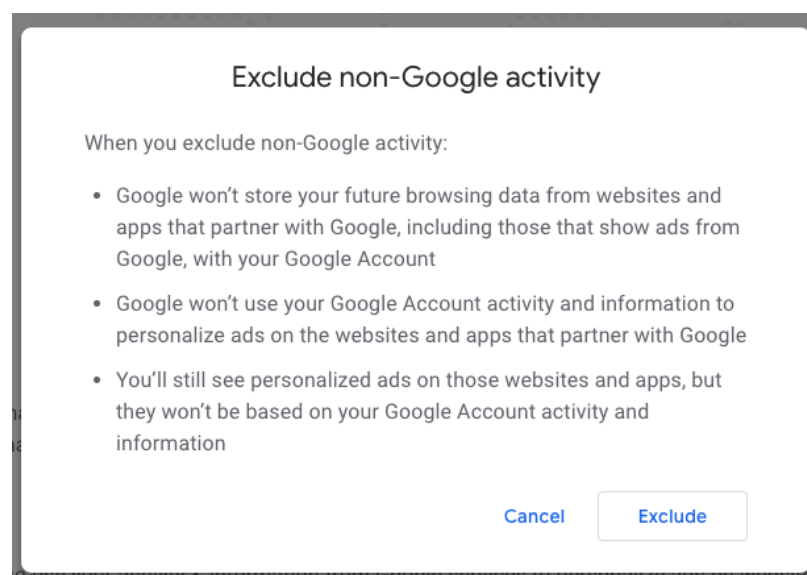 Exclude non-Google activity
When you exclude non-Google activity:
• Google won’t store your future browsing data from websites and
apps that partner with Google, including those that show ads from
Google, with your Google Account
• Google won’t use your Google Account activity and information to
personalize ads on the websites and apps that partner with Google
• You’ll still see personalized ads on those websites and apps, but
they won’t be based on your Google Account activity and
information
Cancel Exclude